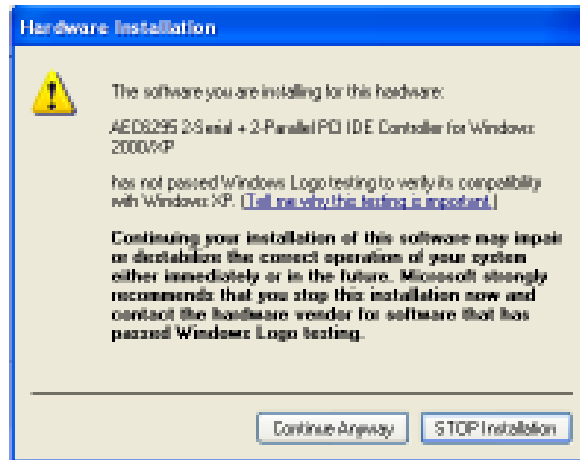 Hardware Installation
The software you are installing for this hardware:
AEC6295 2-Serial + 2-Parallel PCI IDE Controller for Windows
2000/XP
has not passed Windows Logo testing to verify its compatibility
with Windows XP. (Tell me why this testing is important.)
Continuing your installation of this software may impair
or destabilize the correct operation of your system
either immediately or in the future. Microsoft strongly
recommends that you stop this installation now and
contact the hardware vendor for software that has
passed Windows Logo testing.
Continue Anyway
STOP Installation